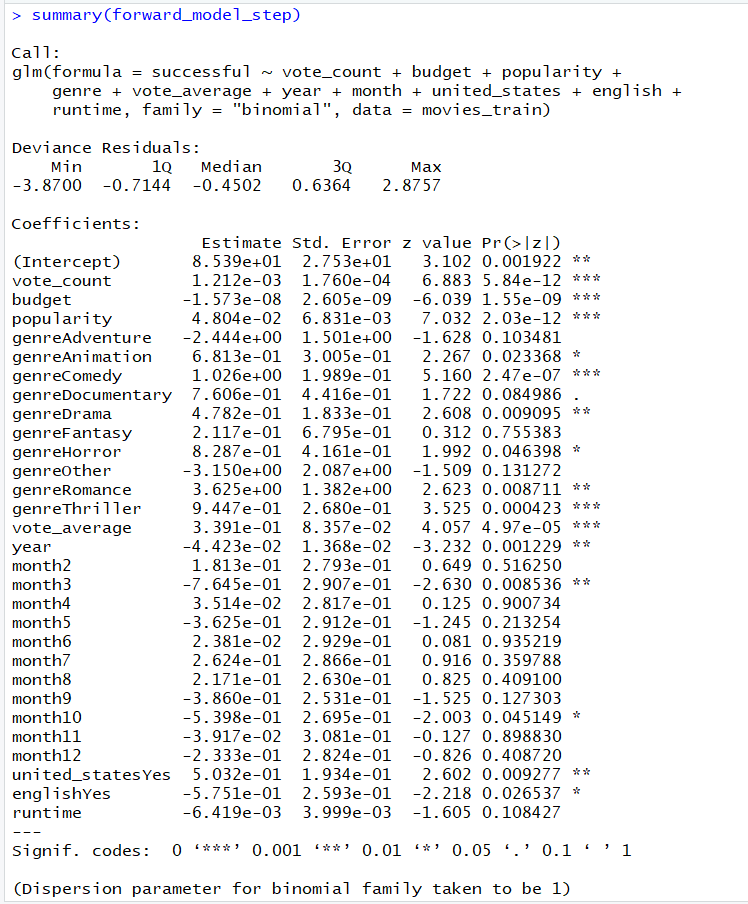 > summary(forward_model_step)
Call:
glm(formula = successful ~ vote_count + budget + popularity +
    genre + vote_average + year + month + united_states + english +
    runtime, family = "binomial", data = movies_train)
Deviance Residuals:
    Min       1Q   Median       3Q      Max
-3.8700  -0.7144  -0.4502   0.6364   2.8757
Coefficients:
                   Estimate Std. Error z value Pr(>|z|)
(Intercept)       8.539e+01  2.753e+01   3.102 0.001922 **
vote_count        1.212e-03  1.760e-04   6.883 5.84e-12 ***
budget           -1.573e-08  2.605e-09  -6.039 1.55e-09 ***
popularity        4.804e-02  6.831e-03   7.032 2.03e-12 ***
genreAdventure   -2.444e+00  1.501e+00  -1.628 0.103481
genreAnimation    6.813e-01  3.005e-01   2.267 0.023368 *
genreComedy       1.026e+00  1.989e-01   5.160 2.47e-07 ***
genreDocumentary  7.606e-01  4.416e-01   1.722 0.084986 .
genreDrama        4.782e-01  1.833e-01   2.608 0.009095 **
genreFantasy      2.117e-01  6.795e-01   0.312 0.755383
genreHorror       8.287e-01  4.161e-01   1.992 0.046398 *
genreOther       -3.150e+00  2.087e+00  -1.509 0.131272
genreRomance      3.625e+00  1.382e+00   2.623 0.008711 **
genreThriller     9.447e-01  2.680e-01   3.525 0.000423 ***
vote_average      3.391e-01  8.357e-02   4.057 4.97e-05 ***
year             -4.423e-02  1.368e-02  -3.232 0.001229 **
month2            1.813e-01  2.793e-01   0.649 0.516250
month3           -7.645e-01  2.907e-01  -2.630 0.008536 **
month4            3.514e-02  2.817e-01   0.125 0.900734
month5           -3.625e-01  2.912e-01  -1.245 0.213254
month6            2.381e-02  2.929e-01   0.081 0.935219
month7            2.624e-01  2.866e-01   0.916 0.359788
month8            2.171e-01  2.630e-01   0.825 0.409100
month9           -3.860e-01  2.531e-01  -1.525 0.127303
month10          -5.398e-01  2.695e-01  -2.003 0.045149 *
month11          -3.917e-02  3.081e-01  -0.127 0.898830
month12          -2.333e-01  2.824e-01  -0.826 0.408720
united_statesYes  5.032e-01  1.934e-01   2.602 0.009277 **
englishYes       -5.751e-01  2.593e-01  -2.218 0.026537 *
runtime          -6.419e-03  3.999e-03  -1.605 0.108427
---
Signif. codes:  0 ‘***’ 0.001 ‘**’ 0.01 ‘*’ 0.05 ‘.’ 0.1 ‘ ’ 1
(Dispersion parameter for binomial family taken to be 1)